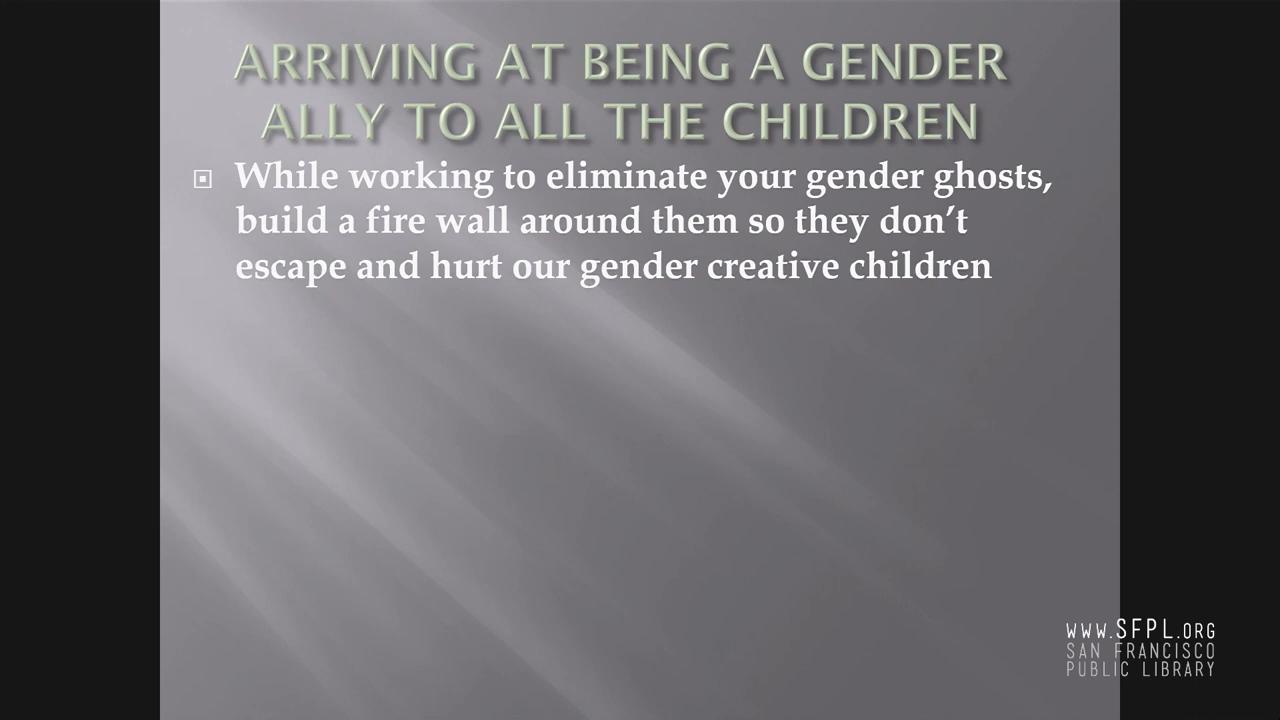 ARRIVING AT BEING A GENDER
ALLY TO ALL THE CHILDREN
While working to eliminate your gender ghosts,
build a fire wall around them so they don’t
escape and hurt our gender creative children
WWW.SFPL.ORG
SAN FRANCISCO
PUBLIC LIBRARY